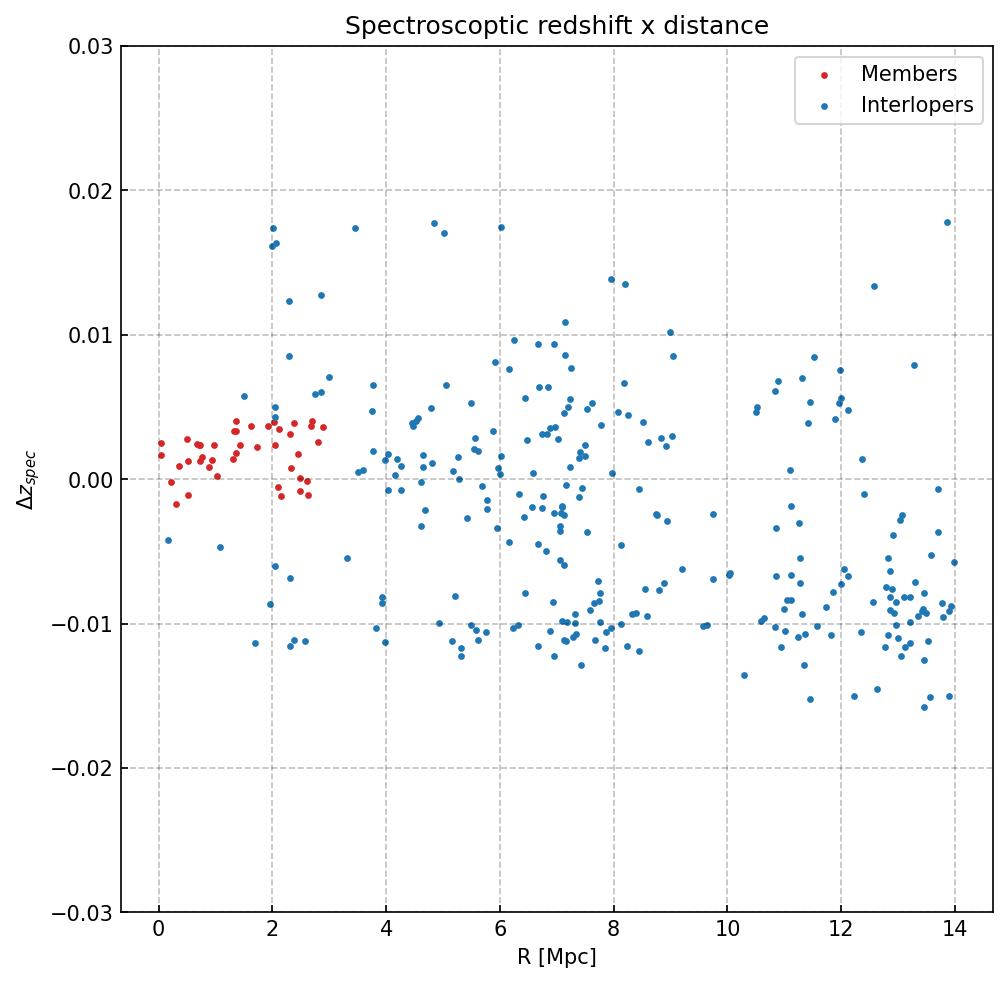 Spectroscoptic redshift x distance
0.03
Members
Interlopers
0.02
0.01
0.00
−0.01
−0.02
−0.03
Δz_spec
0 2 4 6 8 10 12 14
R [Mpc]